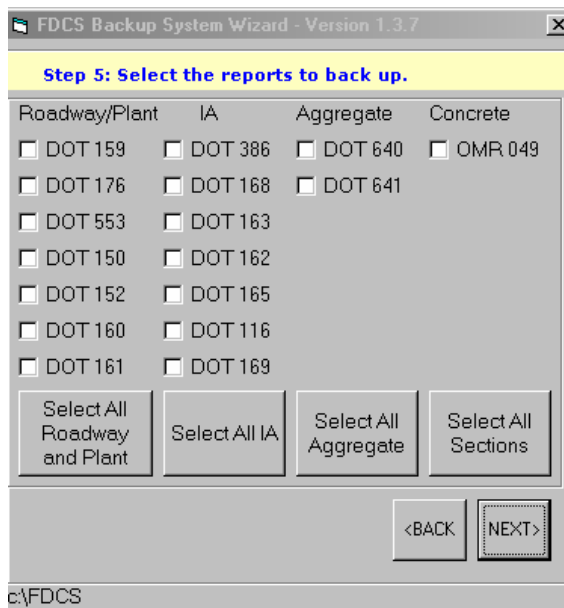 FDCS Backup System Wizard - Version 1.3.7
Step 5: Select the reports to back up.
Roadway/Plant IA Aggregate Concrete
DOT 159 DOT 386 DOT 640 OMR 049
DOT 176 DOT 168 DOT 641
DOT 553 DOT 163
DOT 150 DOT 162
DOT 152 DOT 165
DOT 160 DOT 116
DOT 161 DOT 169
Select All
Roadway
and Plant
Select All IA
Select All
Aggregate
Select All
Sections
<BACK
NEXT>
c:\FDCS